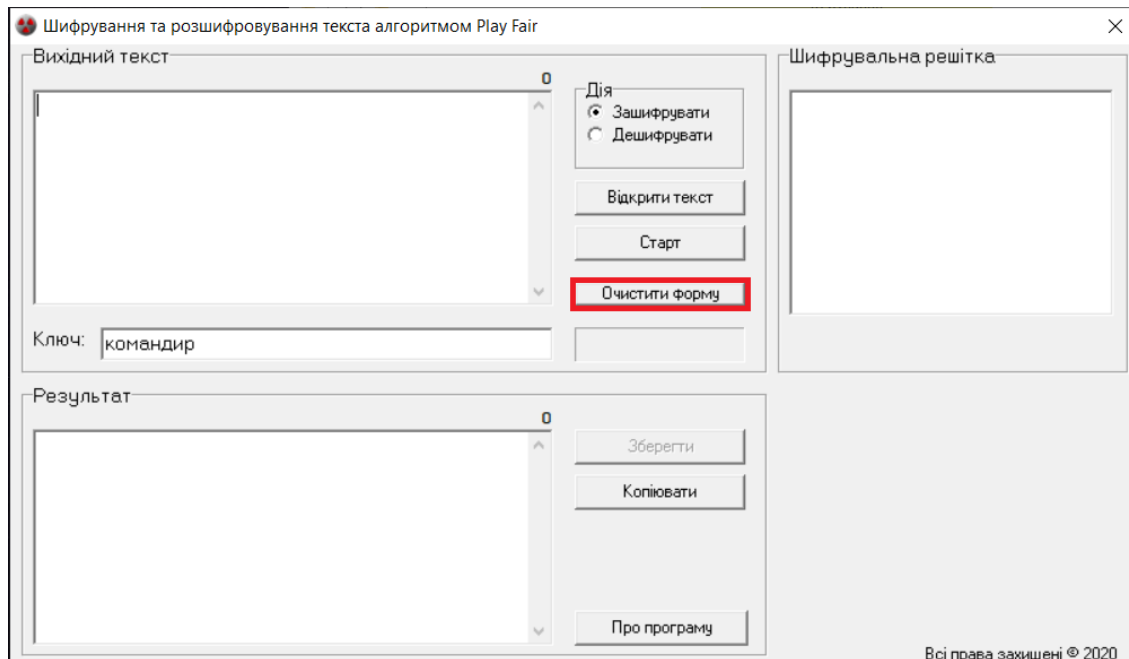 Шифрування та розшифровування текста алгоритмом Play Fair
Вихідний текст
0
Дія
Зашифрувати
Дешифрувати
Відкрити текст
Старт
Очистити форму
Ключ: командир
Шифрувальна решітка
Результат
0
Зберегти
Копіювати
Про програму
Всі права захищені © 2020